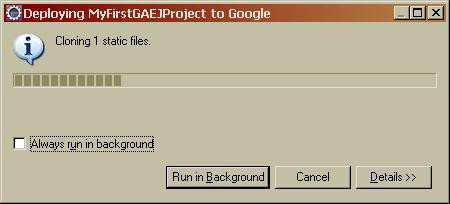 Deploying MyFirstGAEJProject to Google
Cloning 1 static files.
Always run in background
Run in Background
Cancel
Details >>